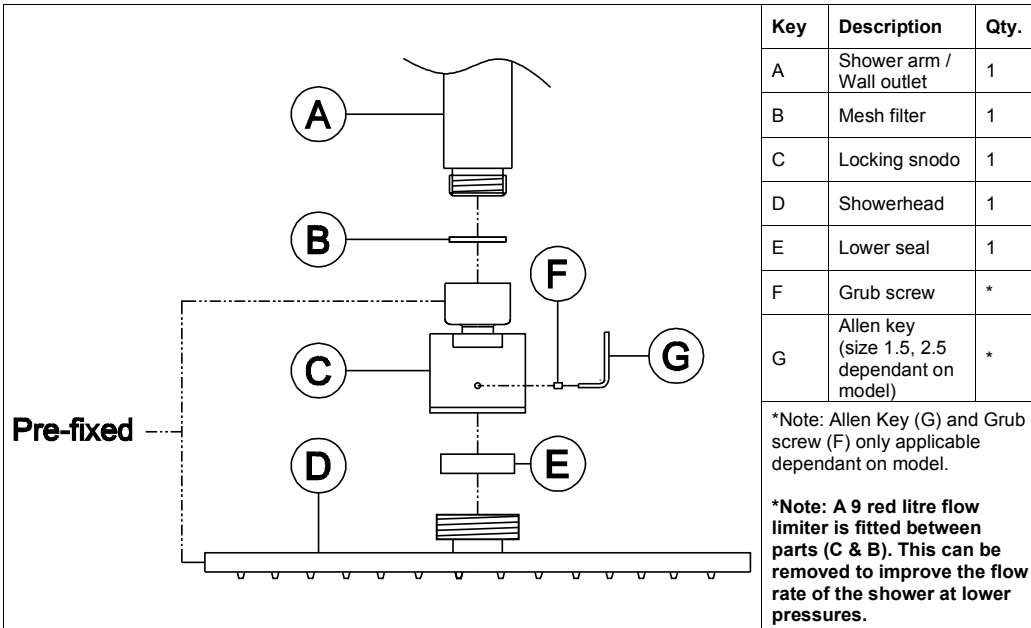 A
B
F
C
G
Pre-fixed
D
E
Key Description Qty.
A Shower arm / Wall outlet 1
B Mesh filter 1
C Locking snodo 1
D Showerhead 1
E Lower seal 1
F Grub screw *
G Allen key (size 1.5, 2.5 dependant on model) *
*Note: Allen Key (G) and Grub
screw (F) only applicable
dependant on model.
*Note: A 9 red litre flow
limiter is fitted between
parts (C & B). This can be
removed to improve the flow
rate of the shower at lower
pressures.